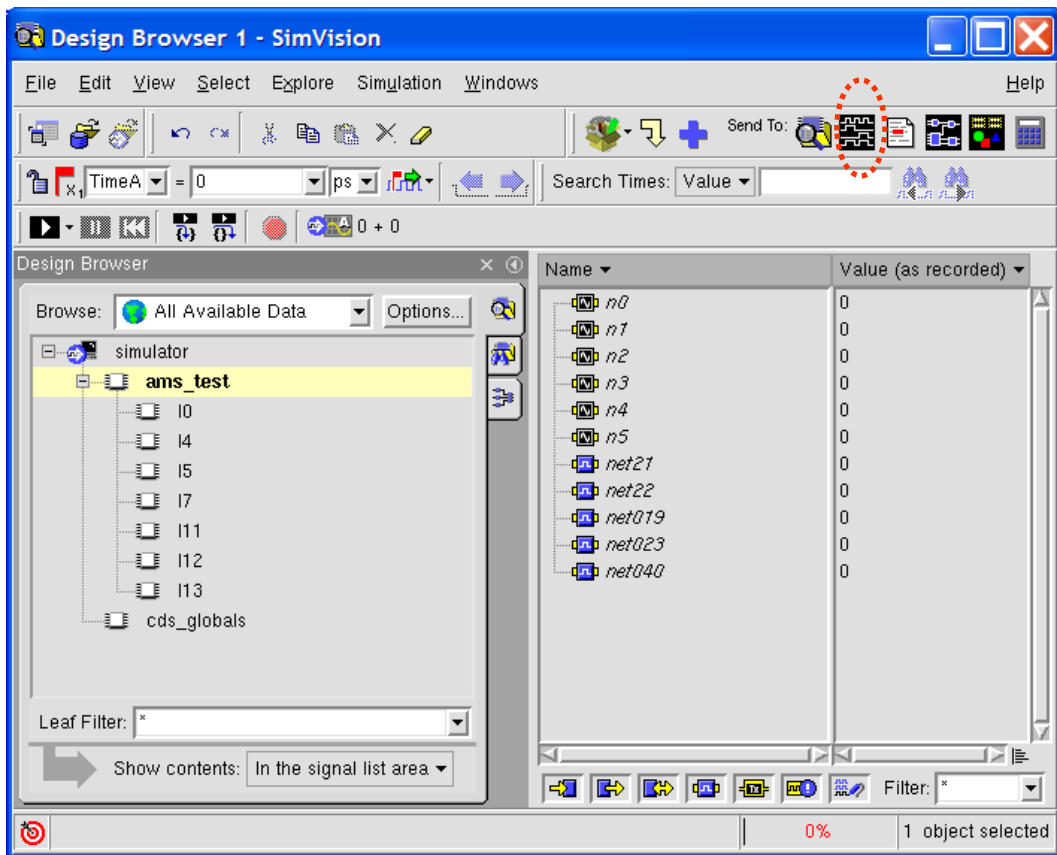 Design Browser 1 - SimVision
File Edit View Select Explore Simulation Windows Help
Send To:
x1 TimeA = 0 ps Search Times: Value
0 + 0
Design Browser
Browse: All Available Data Options...
simulator
ams_test
I0
I4
I5
I7
I11
I12
I13
cds_globals
Leaf Filter: *
Show contents: In the signal list area
Name Value (as recorded)
n0 0
n1 0
n2 0
n3 0
n4 0
n5 0
net21 0
net22 0
net019 0
net023 0
net040 0
Filter: *
0% 1 object selected